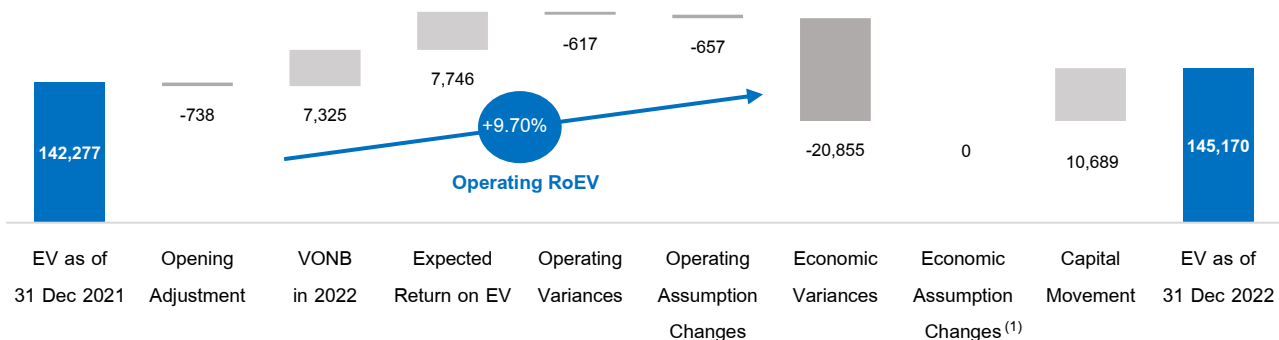 -617
-657
7,746
-738
7,325
+9.70%
142,277
-20,855
0
10,689
145,170
Operating RoEV
EV as of
31 Dec 2021
Opening
Adjustment
VONB
in 2022
Expected
Return on EV
Operating
Variances
Operating
Assumption
Changes
Economic
Variances
Economic
Assumption
Changes (1)
Capital
Movement
EV as of
31 Dec 2022